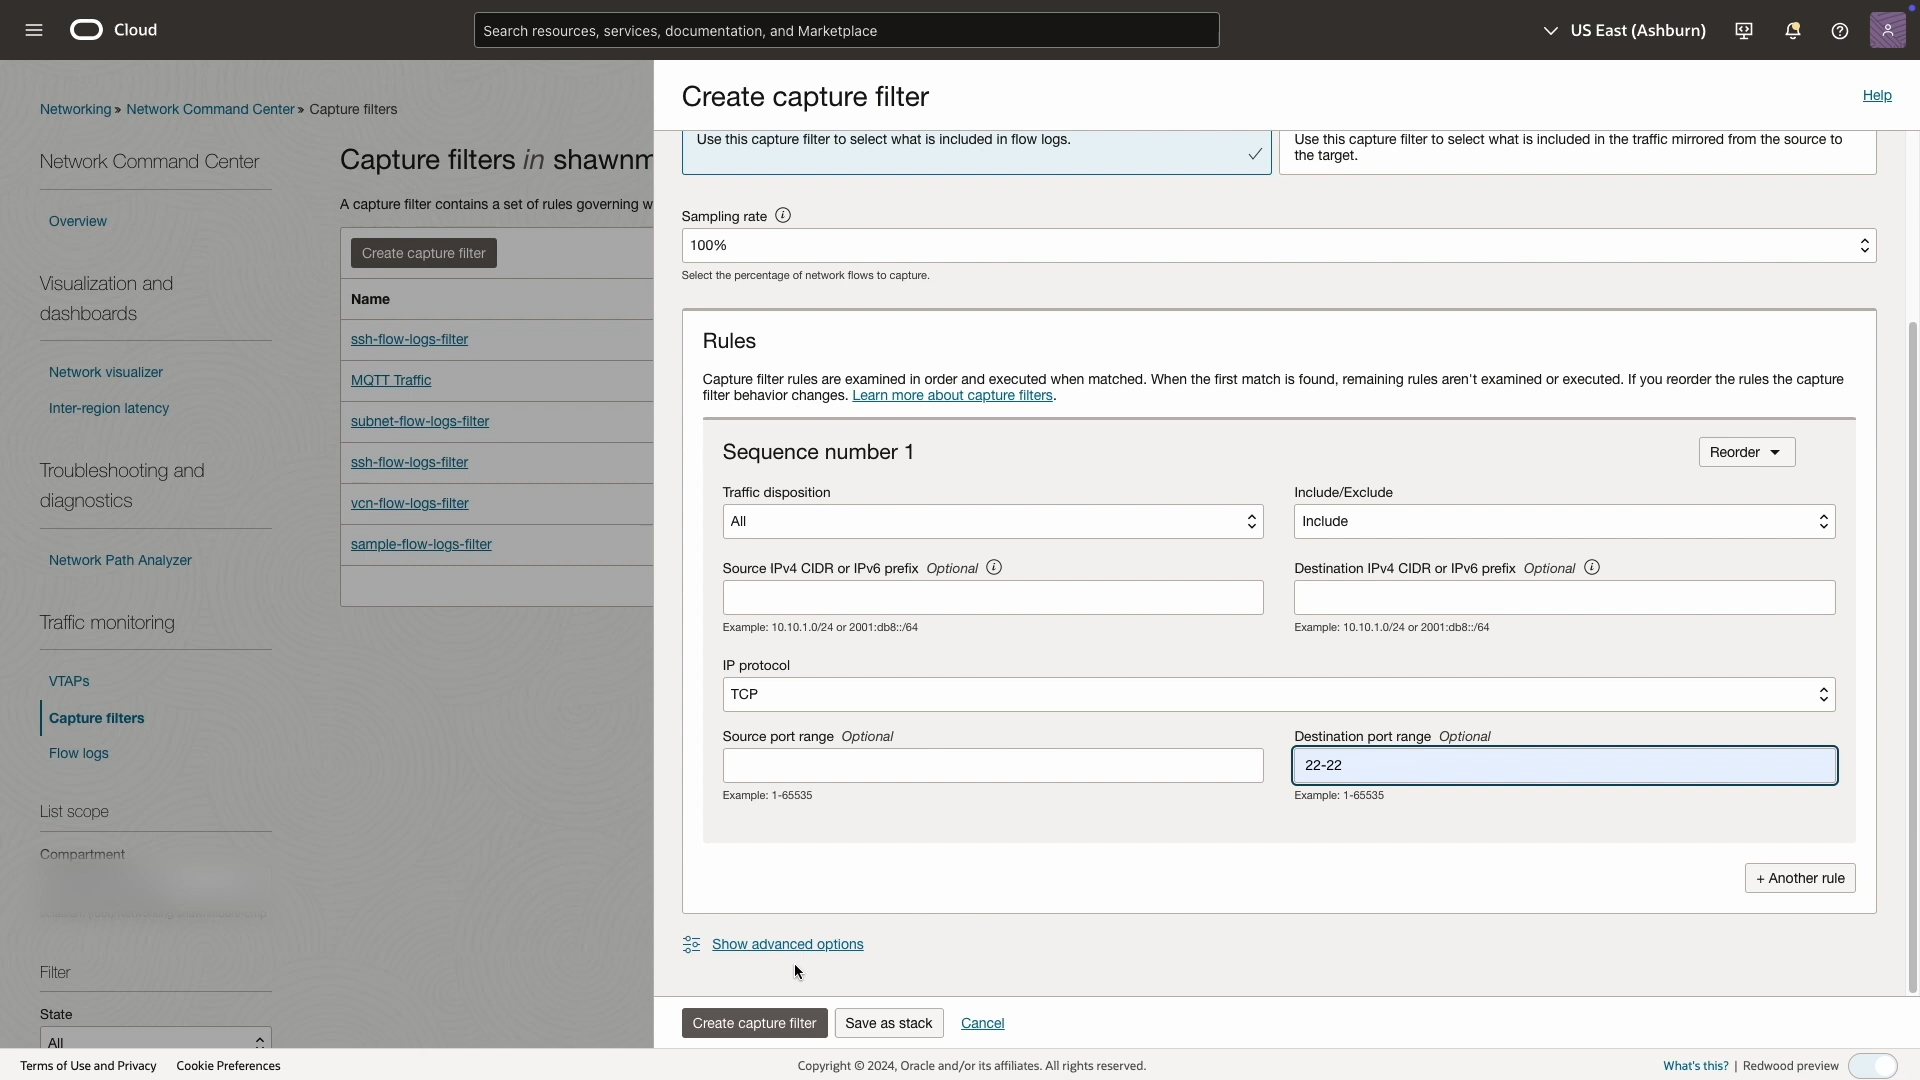 Cloud
Search resources, services, documentation, and Marketplace
US East (Ashburn)
Networking » Network Command Center » Capture filters
Network Command Center
Overview
Visualization and
dashboards
Network visualizer
Inter-region latency
Troubleshooting and
diagnostics
Network Path Analyzer
Traffic monitoring
VTAPs
Capture filters
Flow logs
List scope
Compartment
Filter
State
All
Capture filters in shawnm
A capture filter contains a set of rules governing w
Create capture filter
Name
ssh-flow-logs-filter
MQTT Traffic
subnet-flow-logs-filter
ssh-flow-logs-filter
vcn-flow-logs-filter
sample-flow-logs-filter
Create capture filter
Help
Use this capture filter to select what is included in flow logs.
Use this capture filter to select what is included in the traffic mirrored from the source to
the target.
Sampling rate
100%
Select the percentage of network flows to capture.
Rules
Capture filter rules are examined in order and executed when matched. When the first match is found, remaining rules aren't examined or executed. If you reorder the rules the capture
filter behavior changes. Learn more about capture filters.
Sequence number 1
Reorder
Traffic disposition
All
Include/Exclude
Include
Source IPv4 CIDR or IPv6 prefix Optional
Example: 10.10.1.0/24 or 2001:db8::/64
Destination IPv4 CIDR or IPv6 prefix Optional
Example: 10.10.1.0/24 or 2001:db8::/64
IP protocol
TCP
Source port range Optional
Example: 1-65535
Destination port range Optional
22-22
Example: 1-65535
+ Another rule
Show advanced options
Create capture filter
Save as stack
Cancel
Terms of Use and Privacy
Cookie Preferences
Copyright © 2024, Oracle and/or its affiliates. All rights reserved.
What's this? | Redwood preview